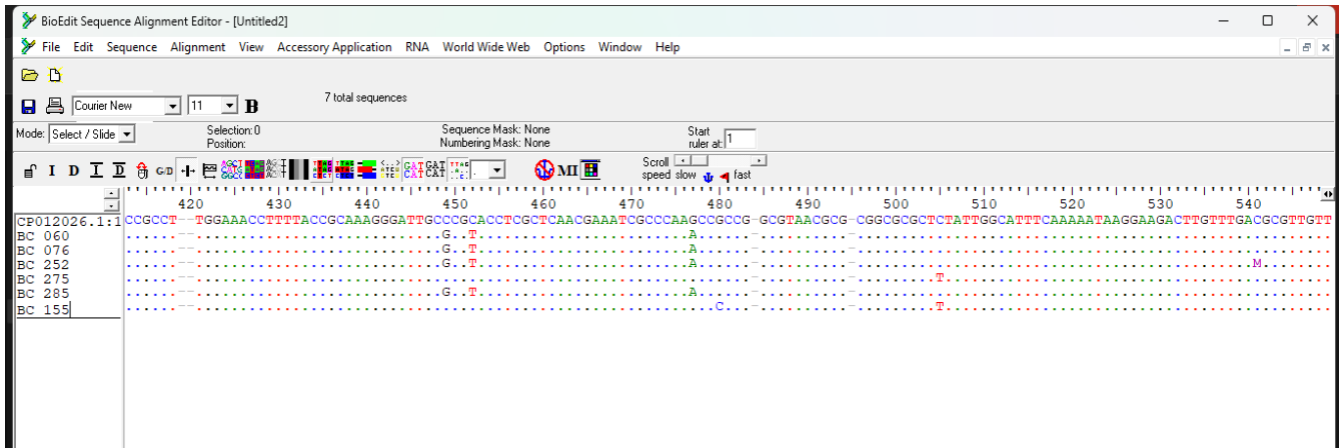 BioEdit Sequence Alignment Editor - [Untitled2]
File Edit Sequence Alignment View Accessory Application RNA World Wide Web Options Window Help
Courier New 11 B 7 total sequences
Mode: Select / Slide Selection: 0 Sequence Mask: None Start
Position: Numbering Mask: None ruler at: 1
I D I D G/D MI Scroll
speed slow fast
420 430 440 450 460 470 480 490 500 510 520 530 540
CP012026.1:1 CCGCCT--TGGAAACCTTTTACCGCAAAGGGATTGCCCGCACCTCGCTCAACGAAATCGCCCAAGCCGCCG-GCGTAACGCG-CGGCGCGCTCTATTGGCATTTCAAAAATAAGGAAGACTTGTTTGACGCGTTGTT
BC 060 G..T A
BC 076 G..T A
BC 252 G..T A M
BC 275 T
BC 285 G..T A
BC 155 C T